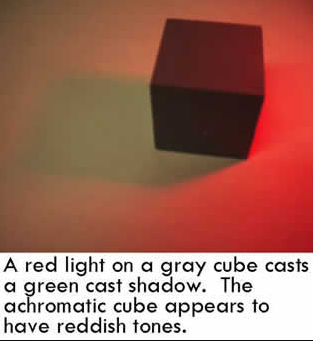 A red light on a gray cube casts
a green cast shadow.  The
achromatic cube appears to
have reddish tones.